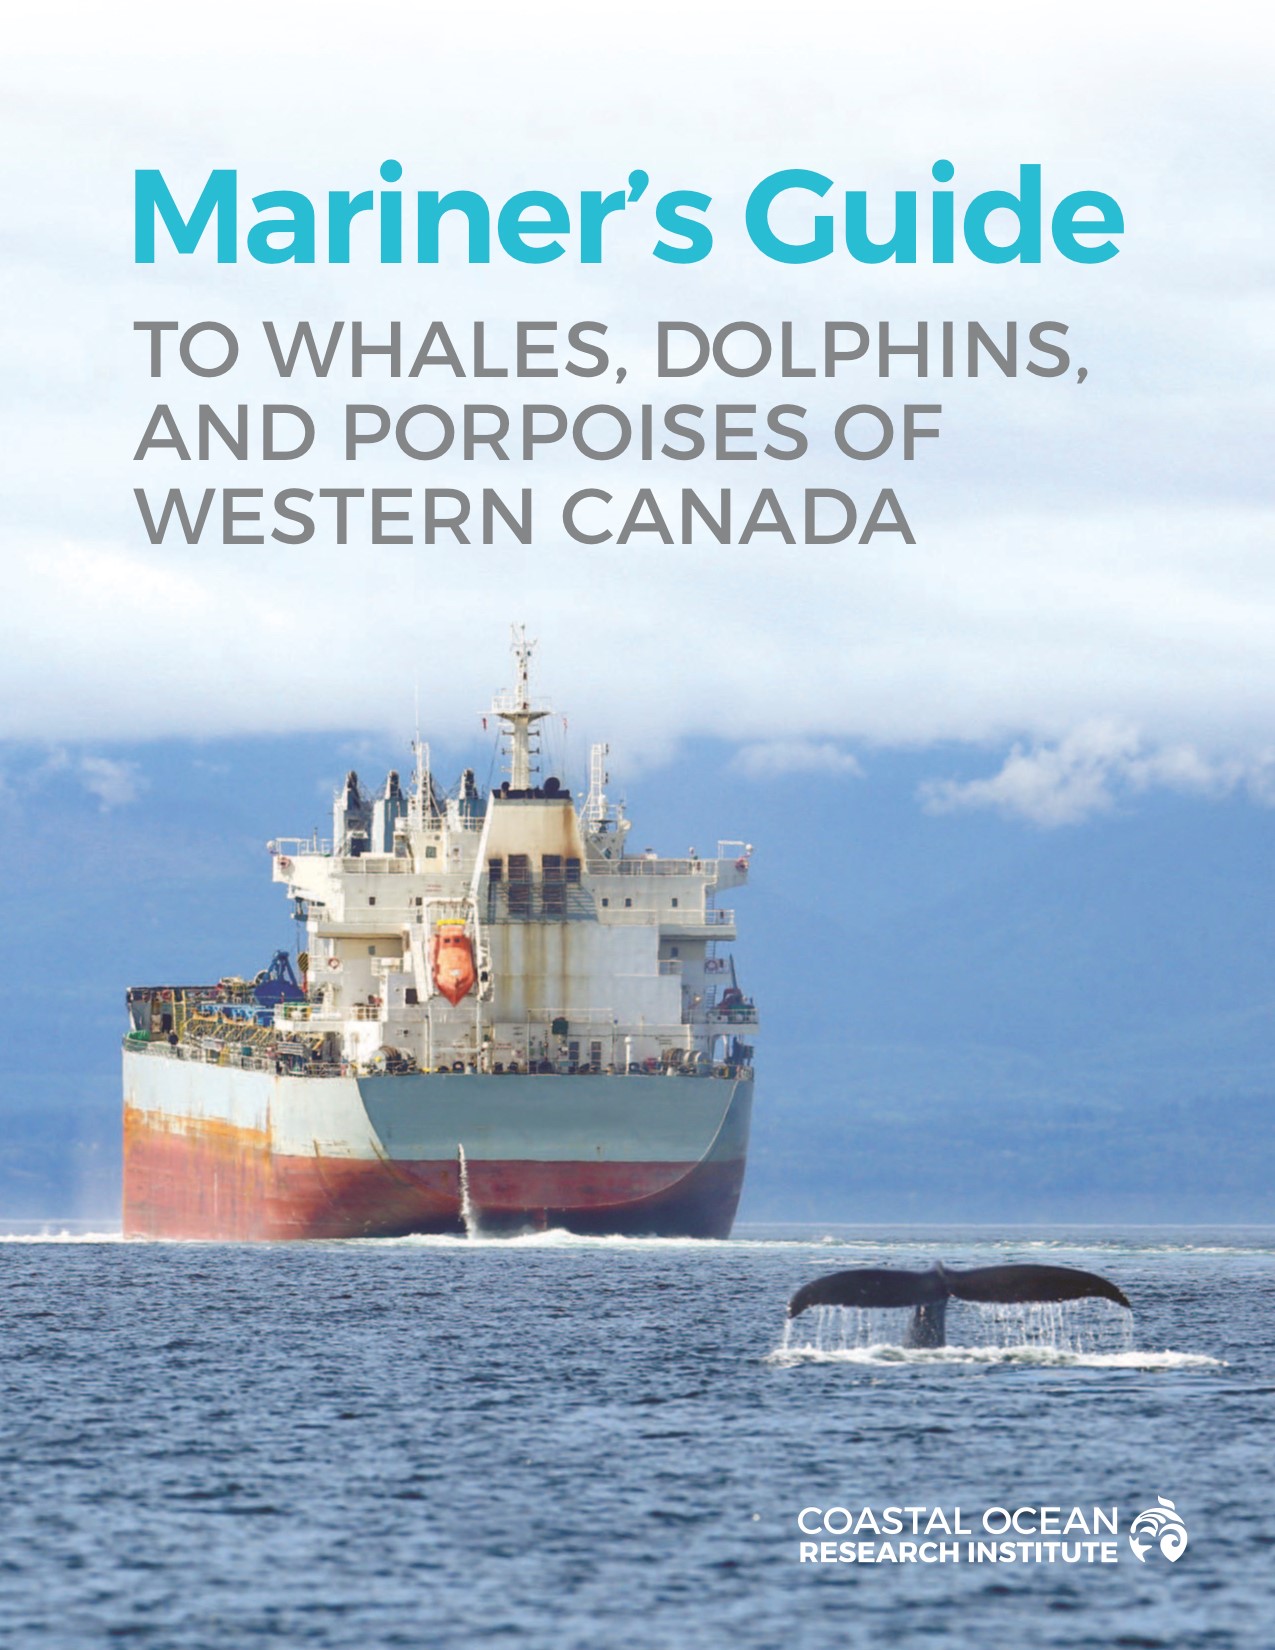 Mariner’s Guide
TO WHALES, DOLPHINS,
AND PORPOISES OF
WESTERN CANADA
COASTAL OCEAN
RESEARCH INSTITUTE